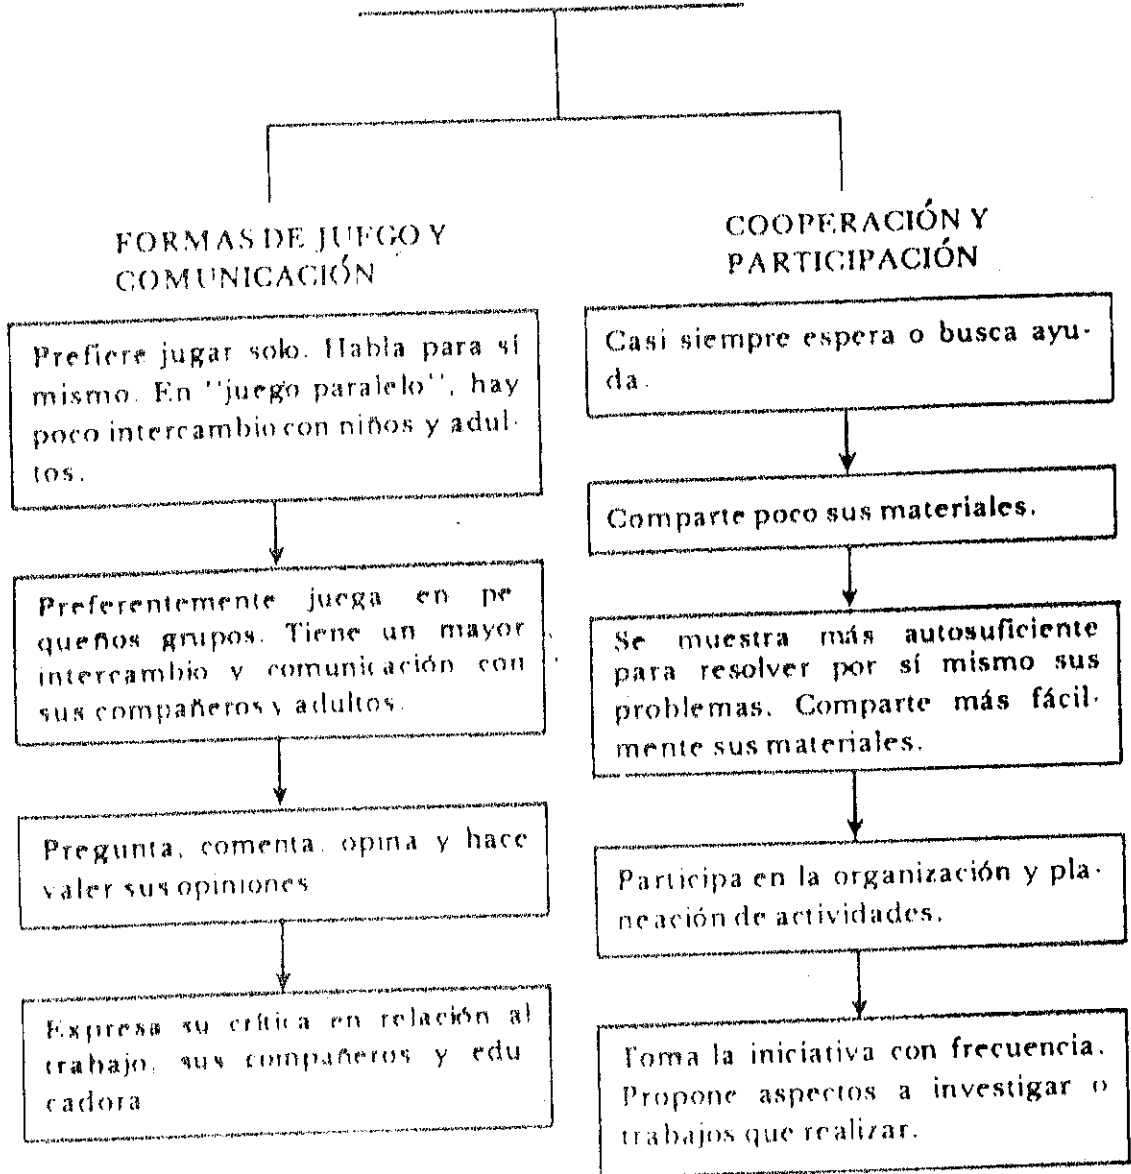 FORMAS DE JUEGO Y
COMUNICACIÓN
Prefiere jugar solo. Habla para sí
mismo. En "juego paralelo", hay
poco intercambio con niños y adul-
tos.
Preferentemente juega en pe
queños grupos. Tiene un mayor
intercambio y comunicación con
sus compañeros y adultos.
Pregunta, comenta, opina y hace
valer sus opiniones
Expresa su crítica en relación al
trabajo, sus compañeros y edu
cadora
COOPERACIÓN Y
PARTICIPACIÓN
Casi siempre espera o busca ayu-
da.
Comparte poco sus materiales.
Se muestra más autosuficiente
para resolver por sí mismo sus
problemas. Comparte más fácil-
mente sus materiales.
Participa en la organización y pla-
neación de actividades.
Toma la iniciativa con frecuencia.
Propone aspectos a investigar o
trabajos que realizar.